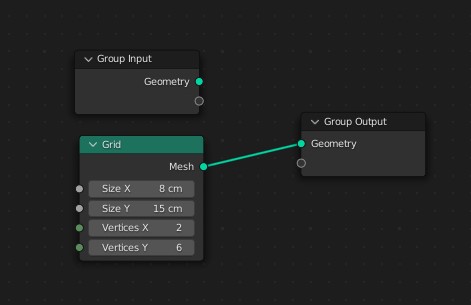 Group Input
Geometry
Grid
Mesh
Size X 8 cm
Size Y 15 cm
Vertices X 2
Vertices Y 6
Group Output
Geometry